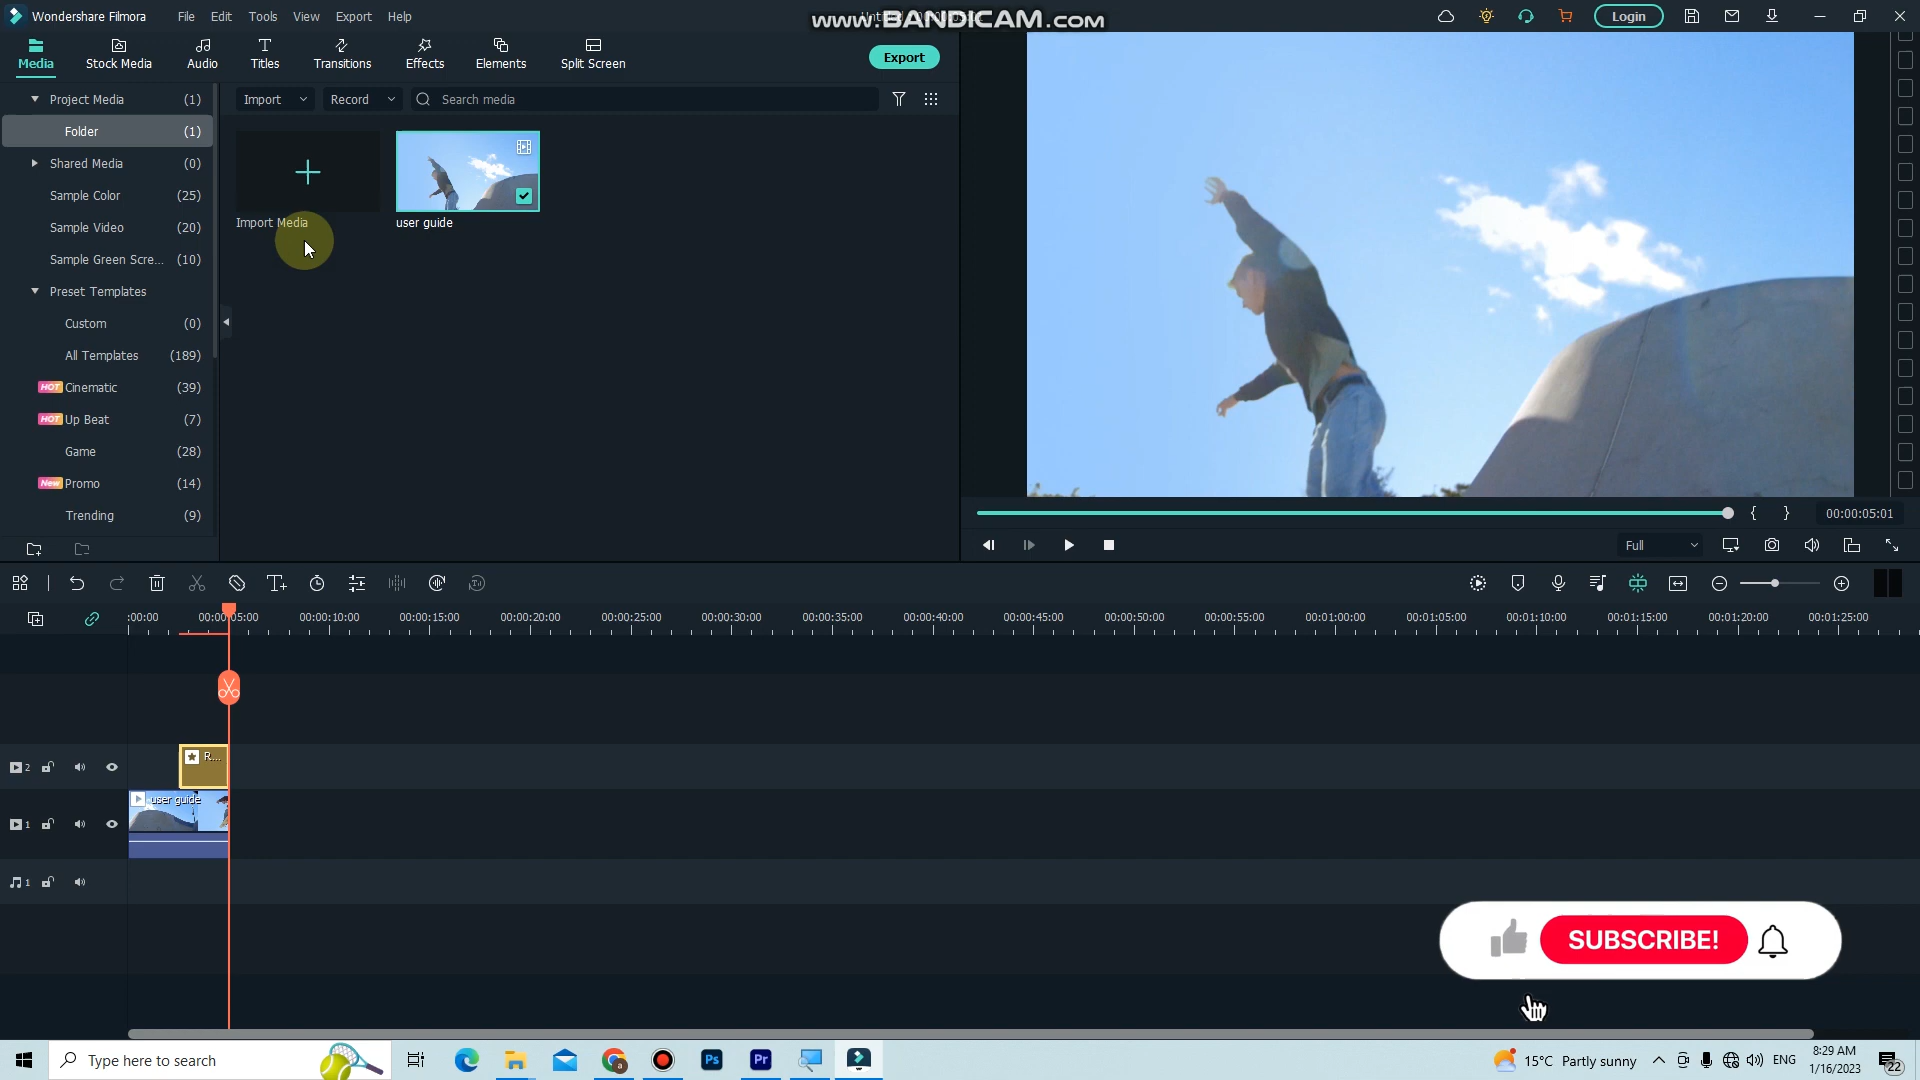 Wondershare Filmora
File Edit Tools View Export Help
www.BANDICAM.com
Login
Media
Stock Media
Audio
Titles
Transitions
Effects
Elements
Split Screen
Export
Project Media (1)
Folder (1)
Shared Media (0)
Sample Color (25)
Sample Video (20)
Sample Green Scre... (10)
Preset Templates
Custom (0)
All Templates (189)
HOT Cinematic (39)
HOT Up Beat (7)
Game (28)
New Promo (14)
Trending (9)
Import
Record
Search media
Import Media
user guide
00:00:05:01
Full
:00:00 00:00:05:00 00:00:10:00 00:00:15:00 00:00:20:00 00:00:25:00 00:00:30:00 00:00:35:00 00:00:40:00 00:00:45:00 00:00:50:00 00:00:55:00 00:01:00:00 00:01:05:00 00:01:10:00 00:01:15:00 00:01:20:00 00:01:25:00
2
R...
user guide
1
1
SUBSCRIBE!
Type here to search
Ps
Pr
15°C Partly sunny
ENG
8:29 AM
1/16/2023
22